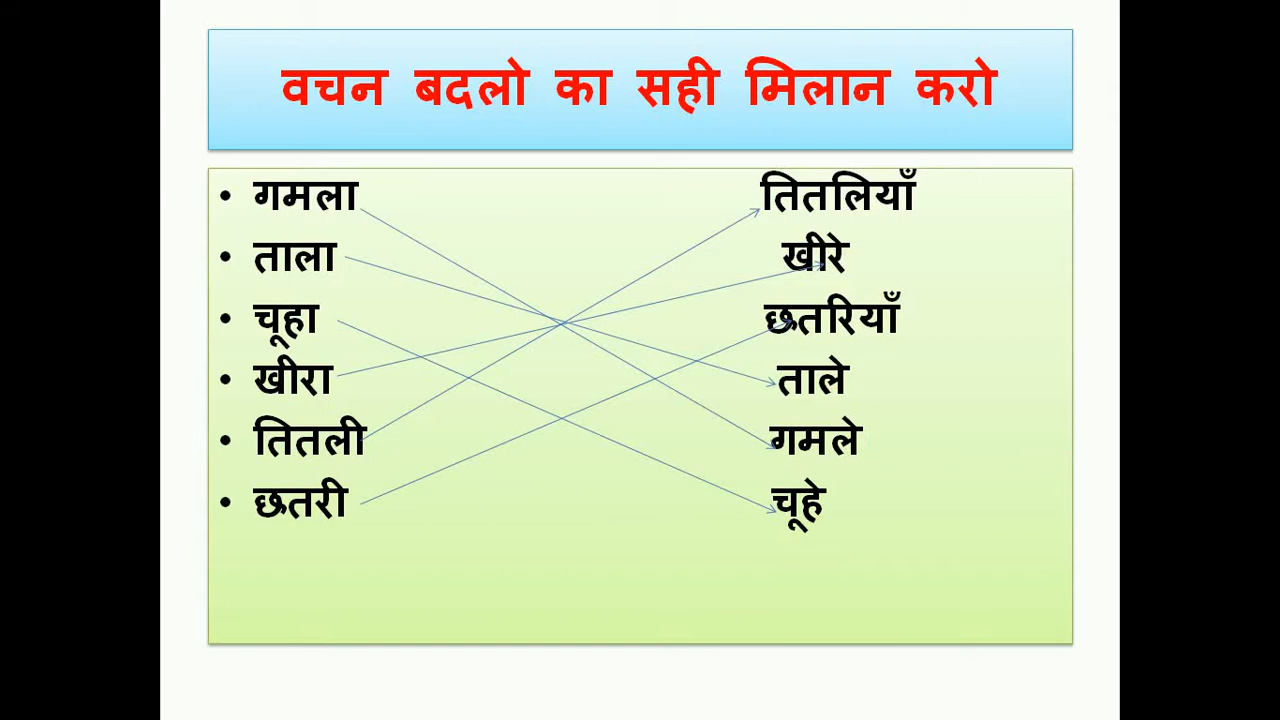 वचन बदलो का सही मिलान करो
• गमला तितलियाँ
• ताला खीरे
• चूहा छतरियाँ
• खीरा ताले
• तितली गमले
• छतरी चूहे